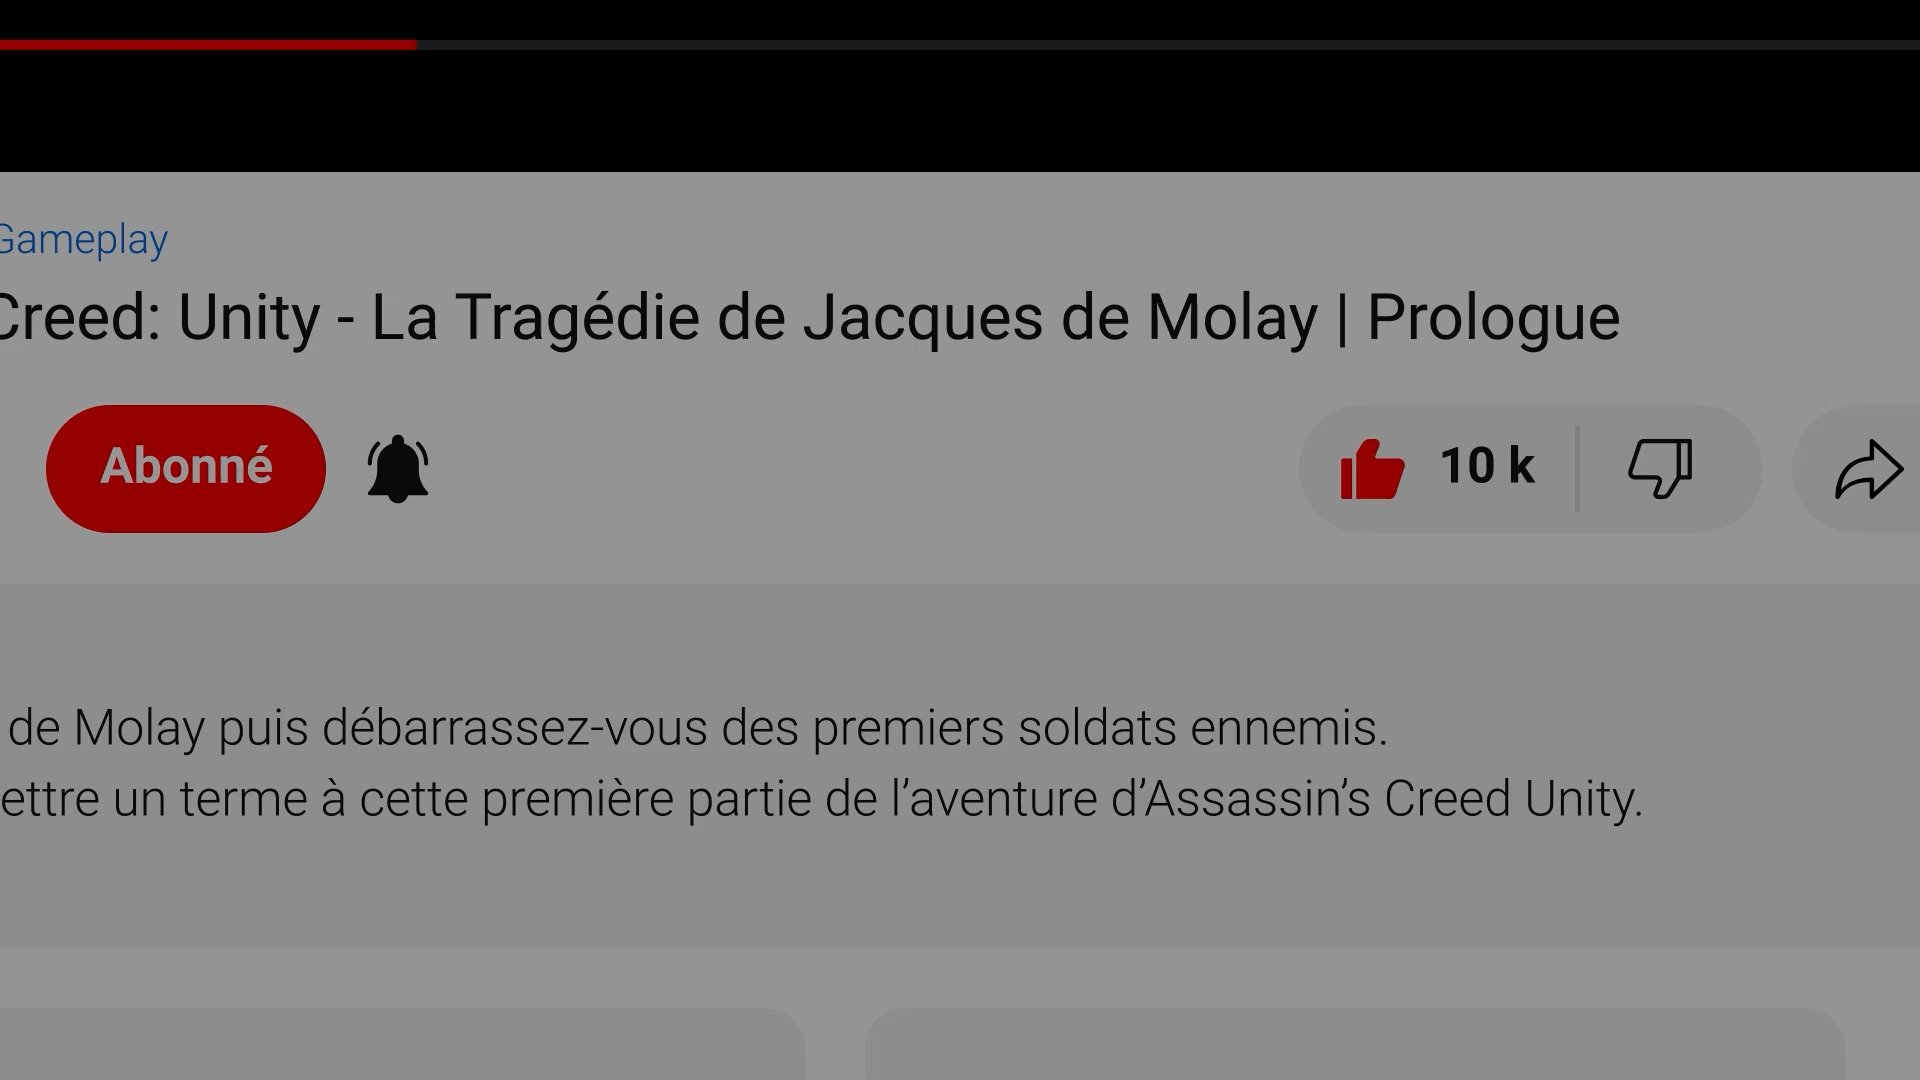 Gameplay
Creed: Unity - La Tragédie de Jacques de Molay | Prologue
Abonné
10 k
de Molay puis débarrassez-vous des premiers soldats ennemis.
ettre un terme à cette première partie de l’aventure d’Assassin’s Creed Unity.